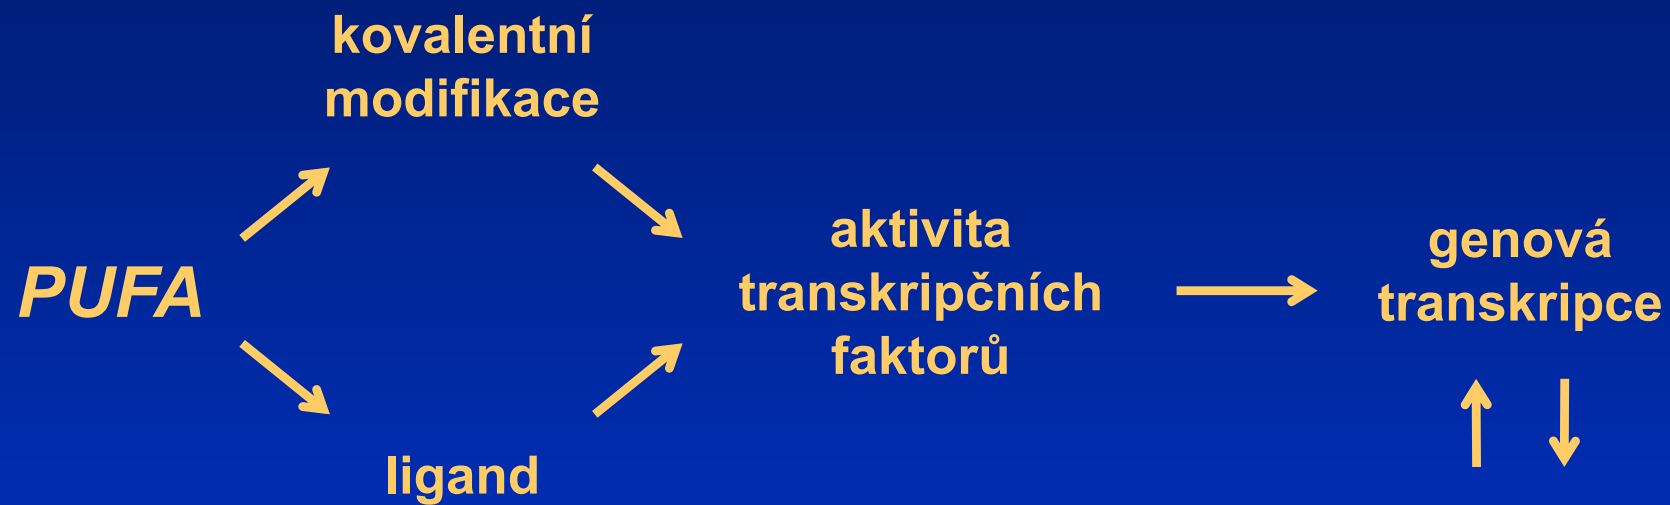 kovalentní
modifikace
PUFA
aktivita
transkripčních
faktorů
genová
transkripce
ligand